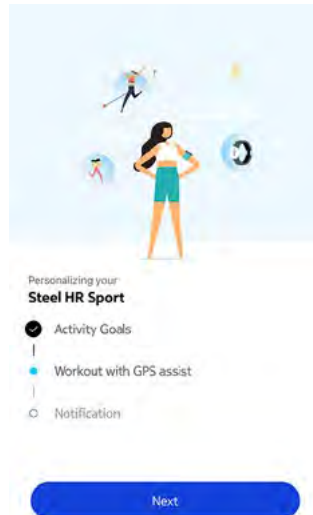 Personalizing your
Steel HR Sport
Activity Goals
Workout with GPS assist
Notification
Next